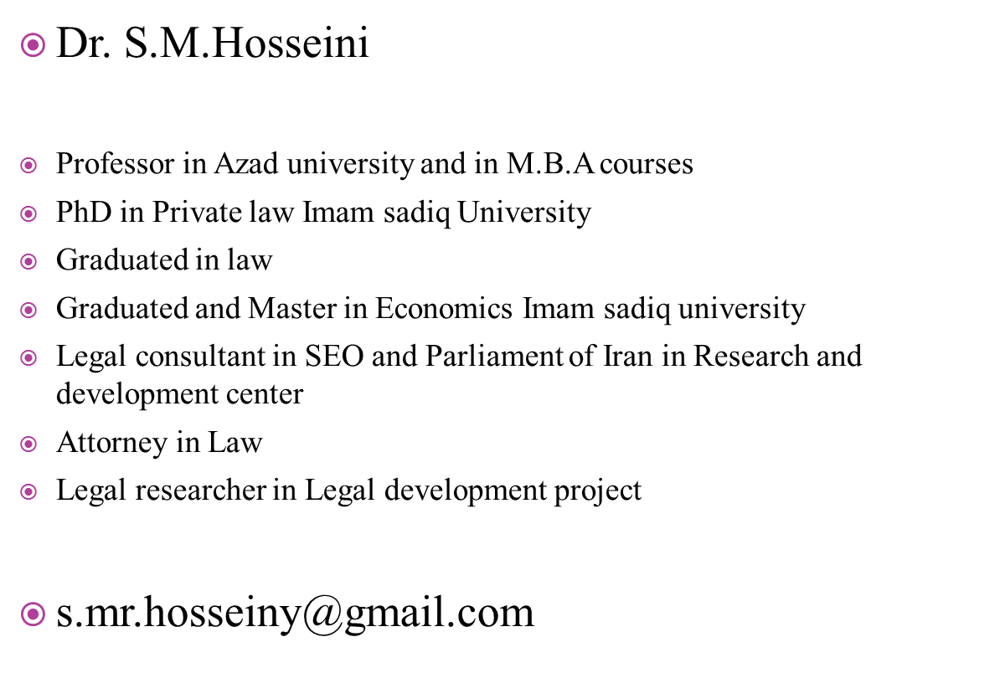 Dr. S.M.Hosseini
Professor in Azad university and in M.B.A courses
PhD in Private law Imam sadiq University
Graduated in law
Graduated and Master in Economics Imam sadiq university
Legal consultant in SEO and Parliament of Iran in Research and
development center
Attorney in Law
Legal researcher in Legal development project
s.mr.hosseiny@gmail.com